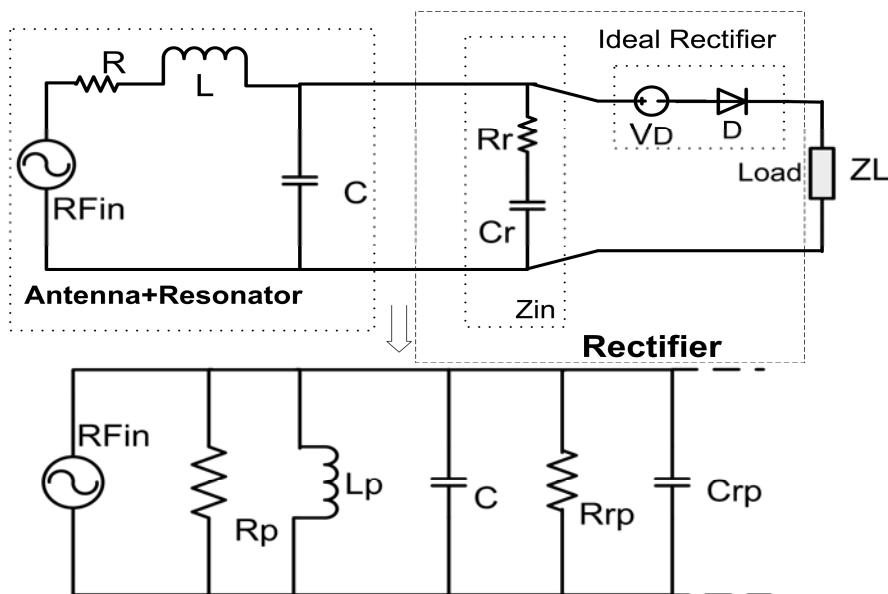 Ideal Rectifier
R
L
VD
D
Rr
Load
ZL
RFin
C
Cr
Antenna+Resonator
Zin
Rectifier
RFin
Rp
Lp
C
Rrp
Crp